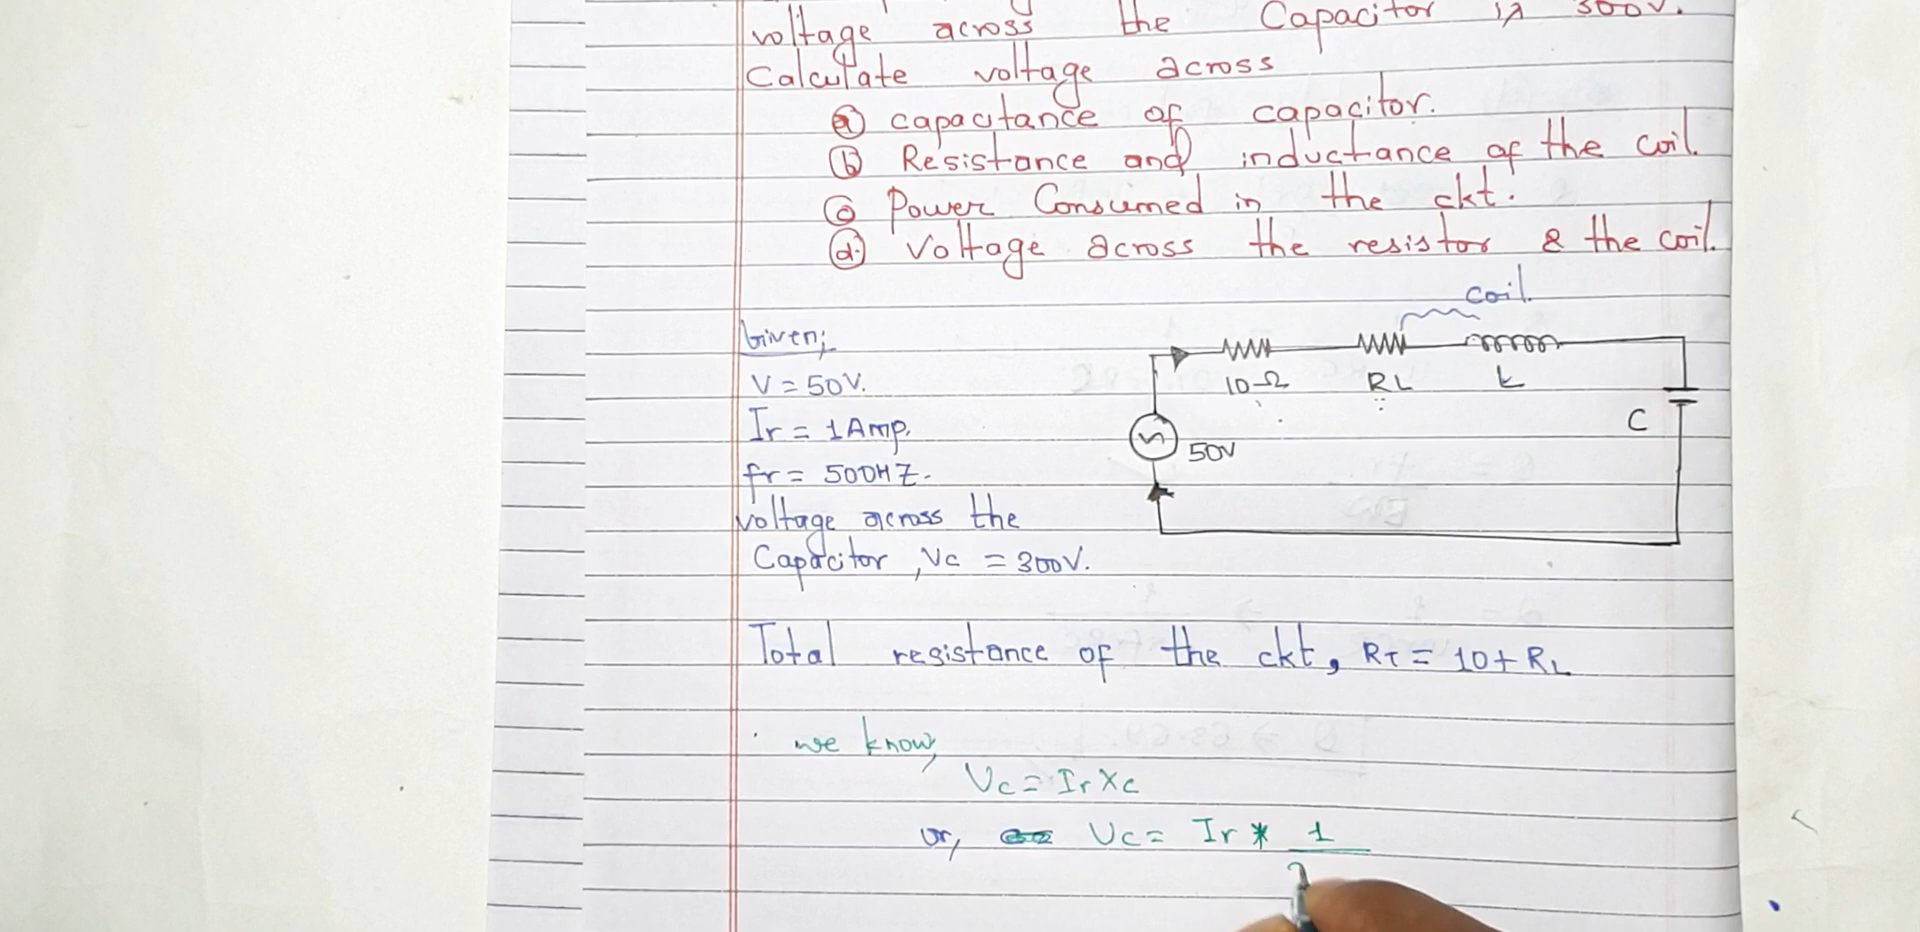 voltage across the Capacitor is 300V.
Calculate voltage across
(a) capacitance of capacitor.
(b) Resistance and inductance of the coil.
(c) Power Consumed in the ckt.
(d) Voltage across the resistor & the coil.
coil.
Given;
V = 50V.
10Ω RL L
Ir = 1Amp.
C
50V
fr = 500HZ.
voltage across the
Capacitor, Vc = 300V.
Total resistance of the ckt, RT = 10+RL
we know,
Vc = Ir Xc
or, Vc = Ir * 1